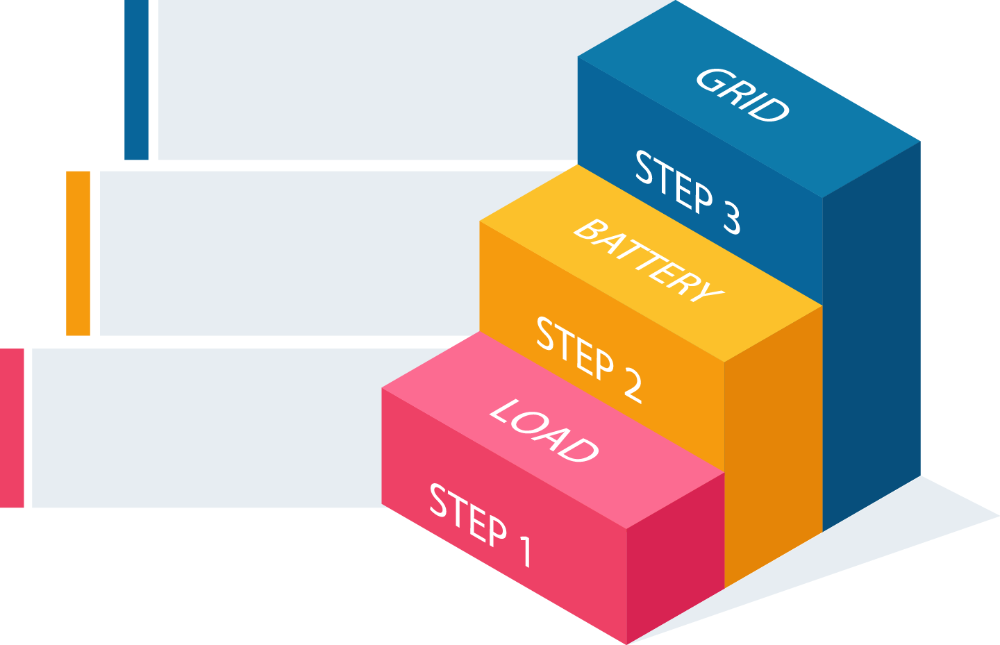 GRID
STEP 3
BATTERY
STEP 2
LOAD
STEP 1